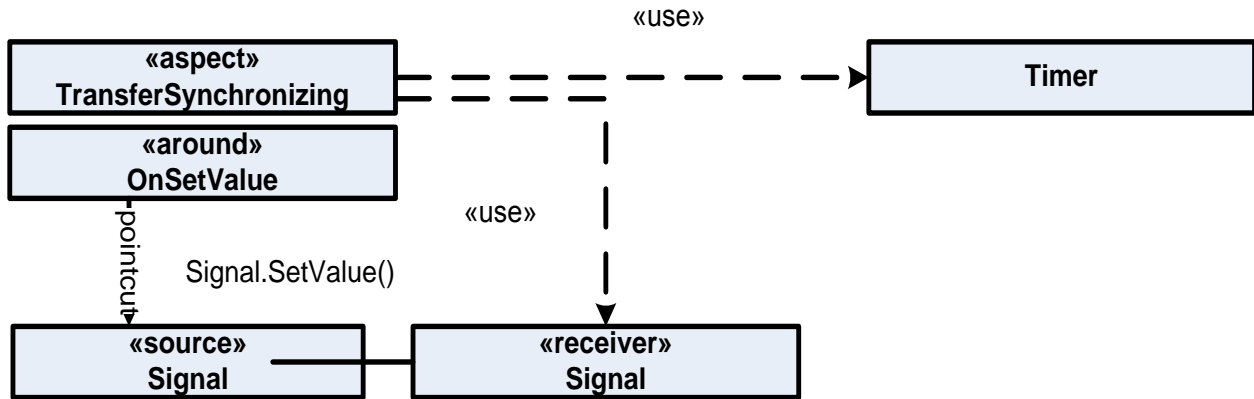 «use»
«aspect»
TransferSynchronizing
Timer
«around»
OnSetValue
«use»
pointcut
Signal.SetValue()
«source»
Signal
«receiver»
Signal